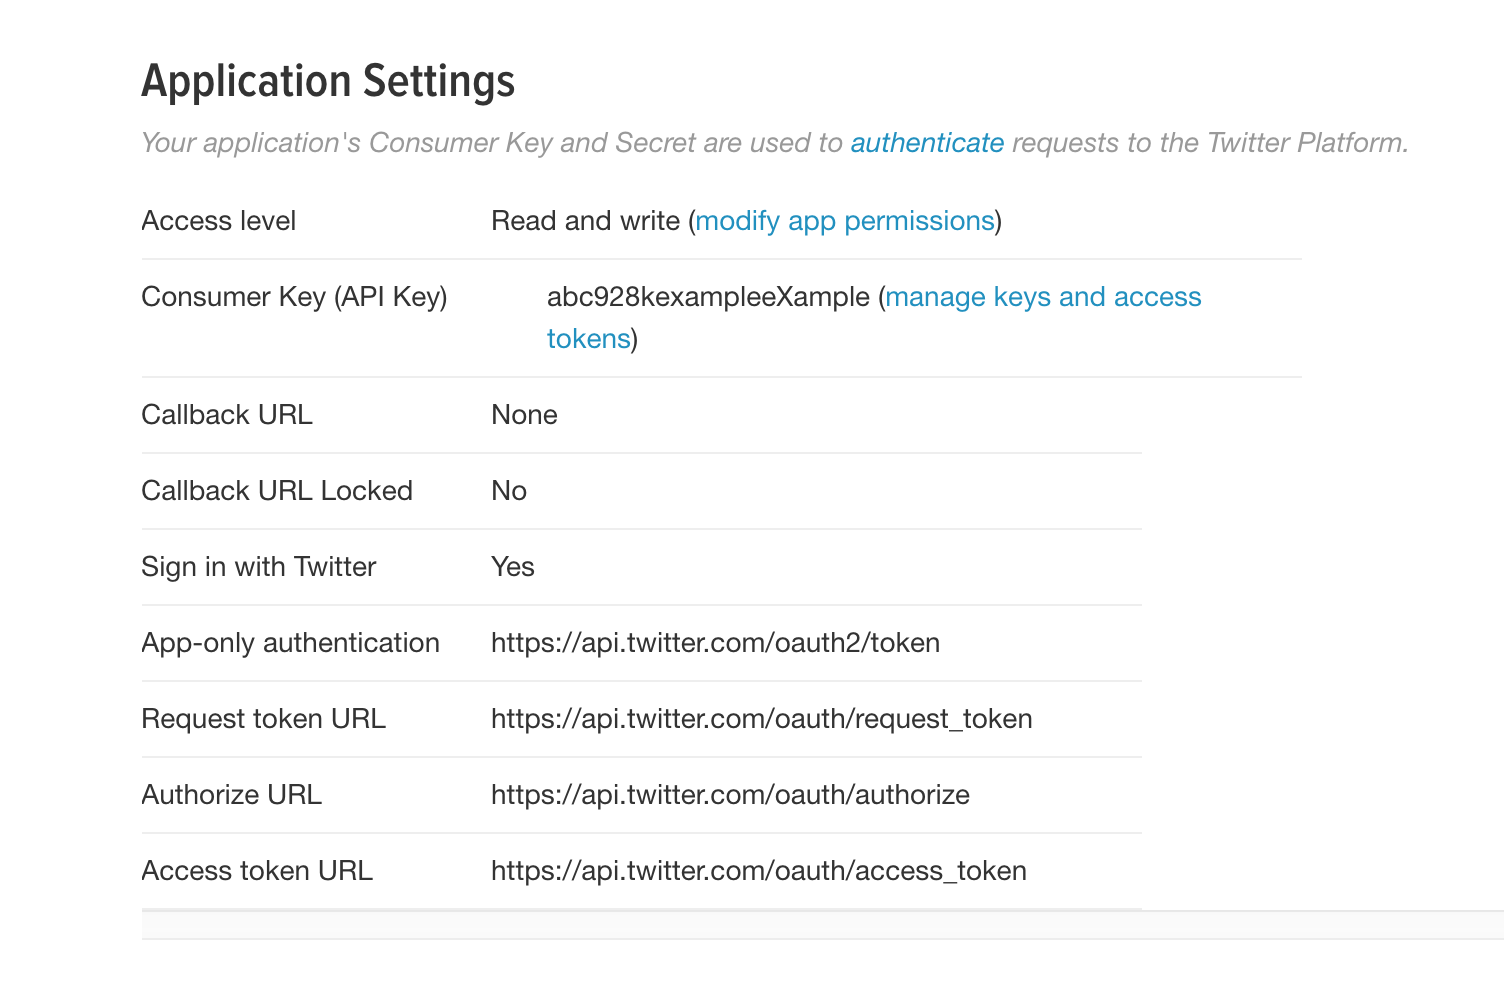 Application Settings
Your application's Consumer Key and Secret are used to authenticate requests to the Twitter Platform.
Access level Read and write (modify app permissions)
Consumer Key (API Key) abc928kexampleeXample (manage keys and access
tokens)
Callback URL None
Callback URL Locked No
Sign in with Twitter Yes
App-only authentication https://api.twitter.com/oauth2/token
Request token URL https://api.twitter.com/oauth/request_token
Authorize URL https://api.twitter.com/oauth/authorize
Access token URL https://api.twitter.com/oauth/access_token